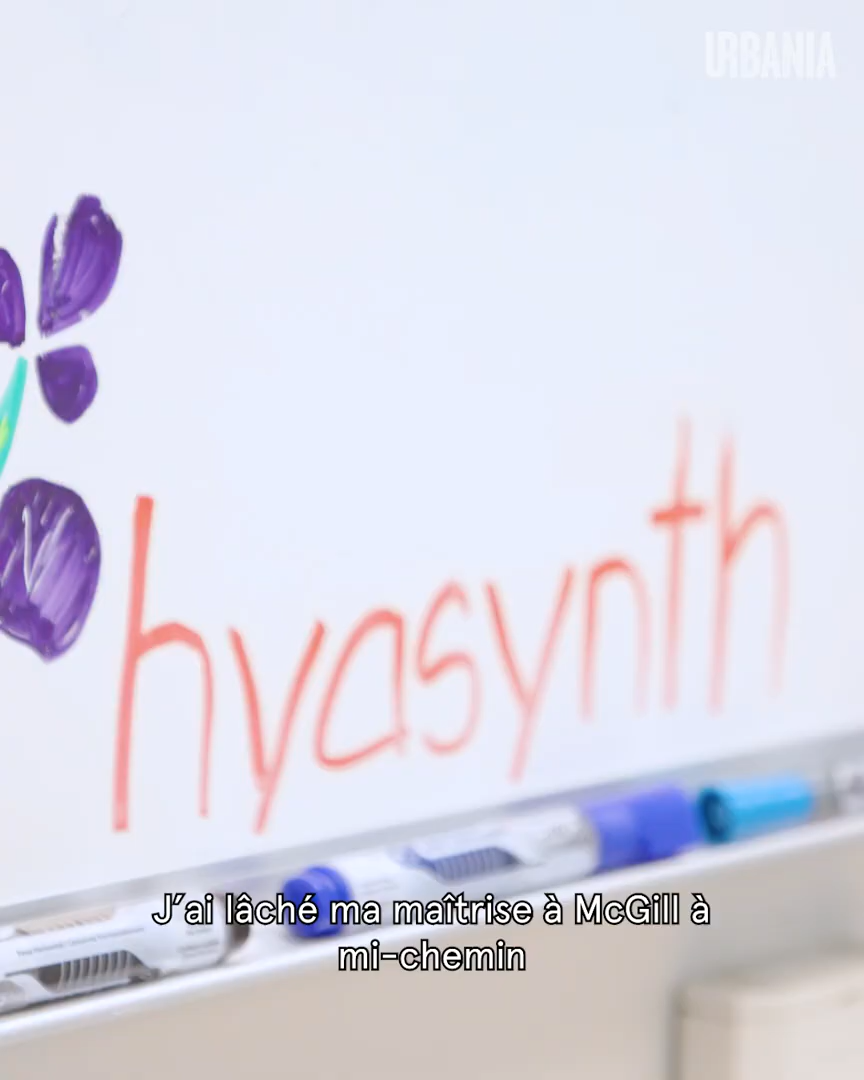 URBANIA
hyasynth
J'ai lâché ma maîtrise à McGill à
mi-chemin